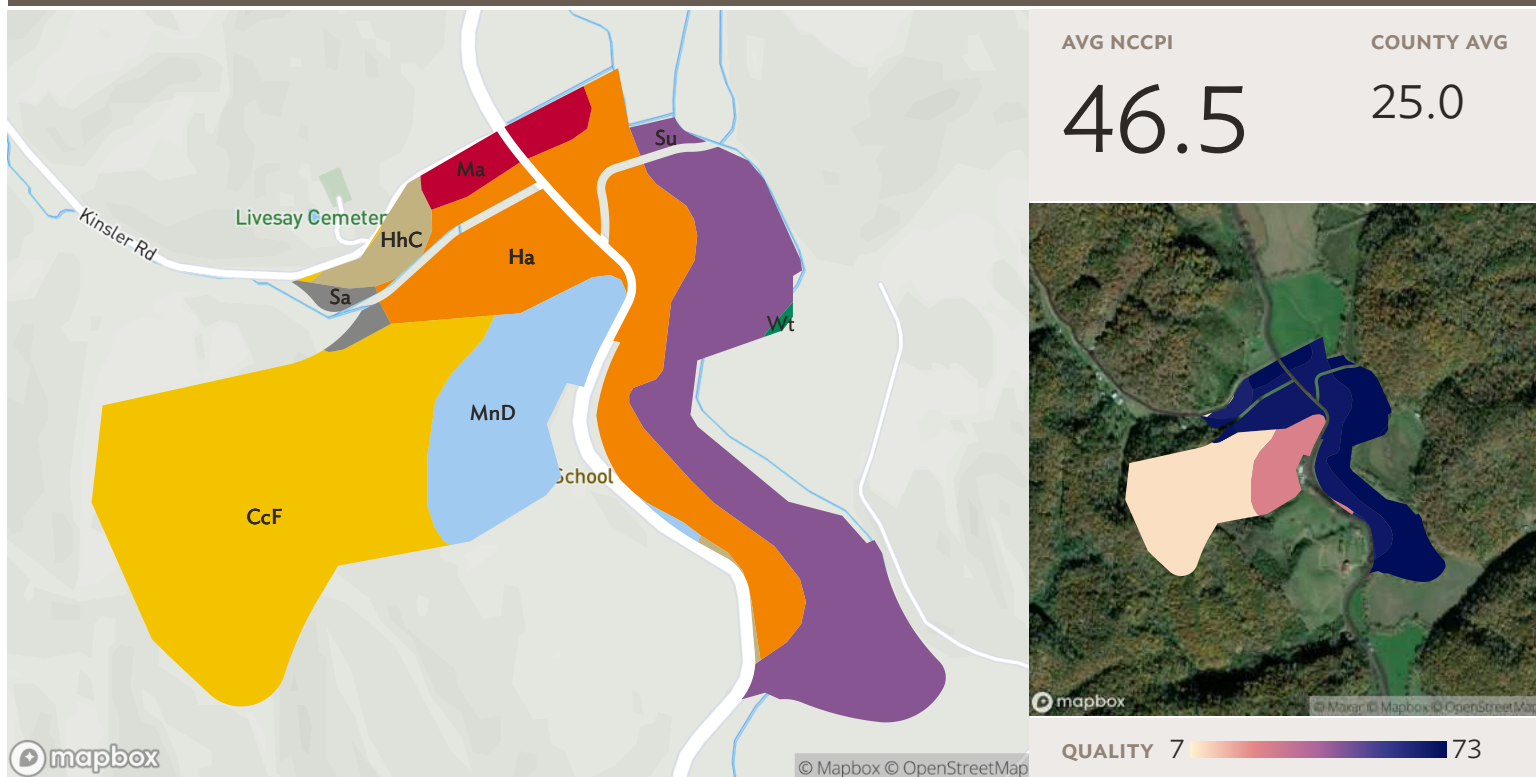 AVG NCCPI
COUNTY AVG
46.5
25.0
Su
Ma
Livesay Cemeter
Kinsler Rd
HhC
Ha
Sa
Wt
MnD
School
CcF
mapbox
© Mapbox © OpenStreetMap
mapbox
© Maxar © Mapbox © OpenStreetMap
QUALITY 7 73